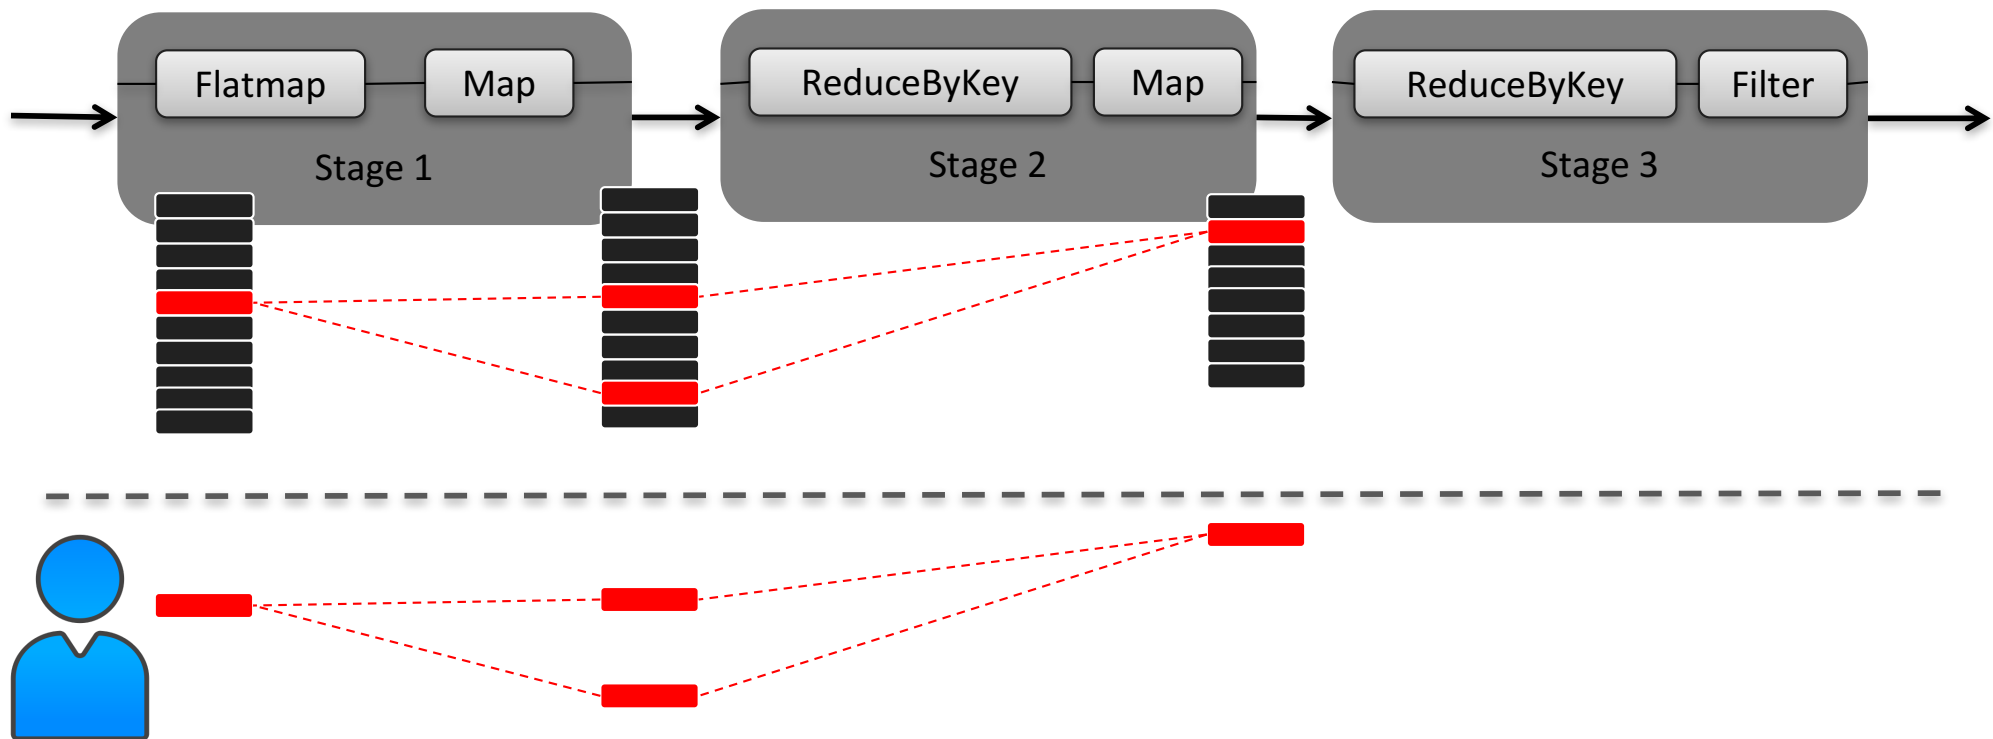 Flatmap
Map
Stage 1
ReduceByKey
Map
Stage 2
ReduceByKey
Filter
Stage 3